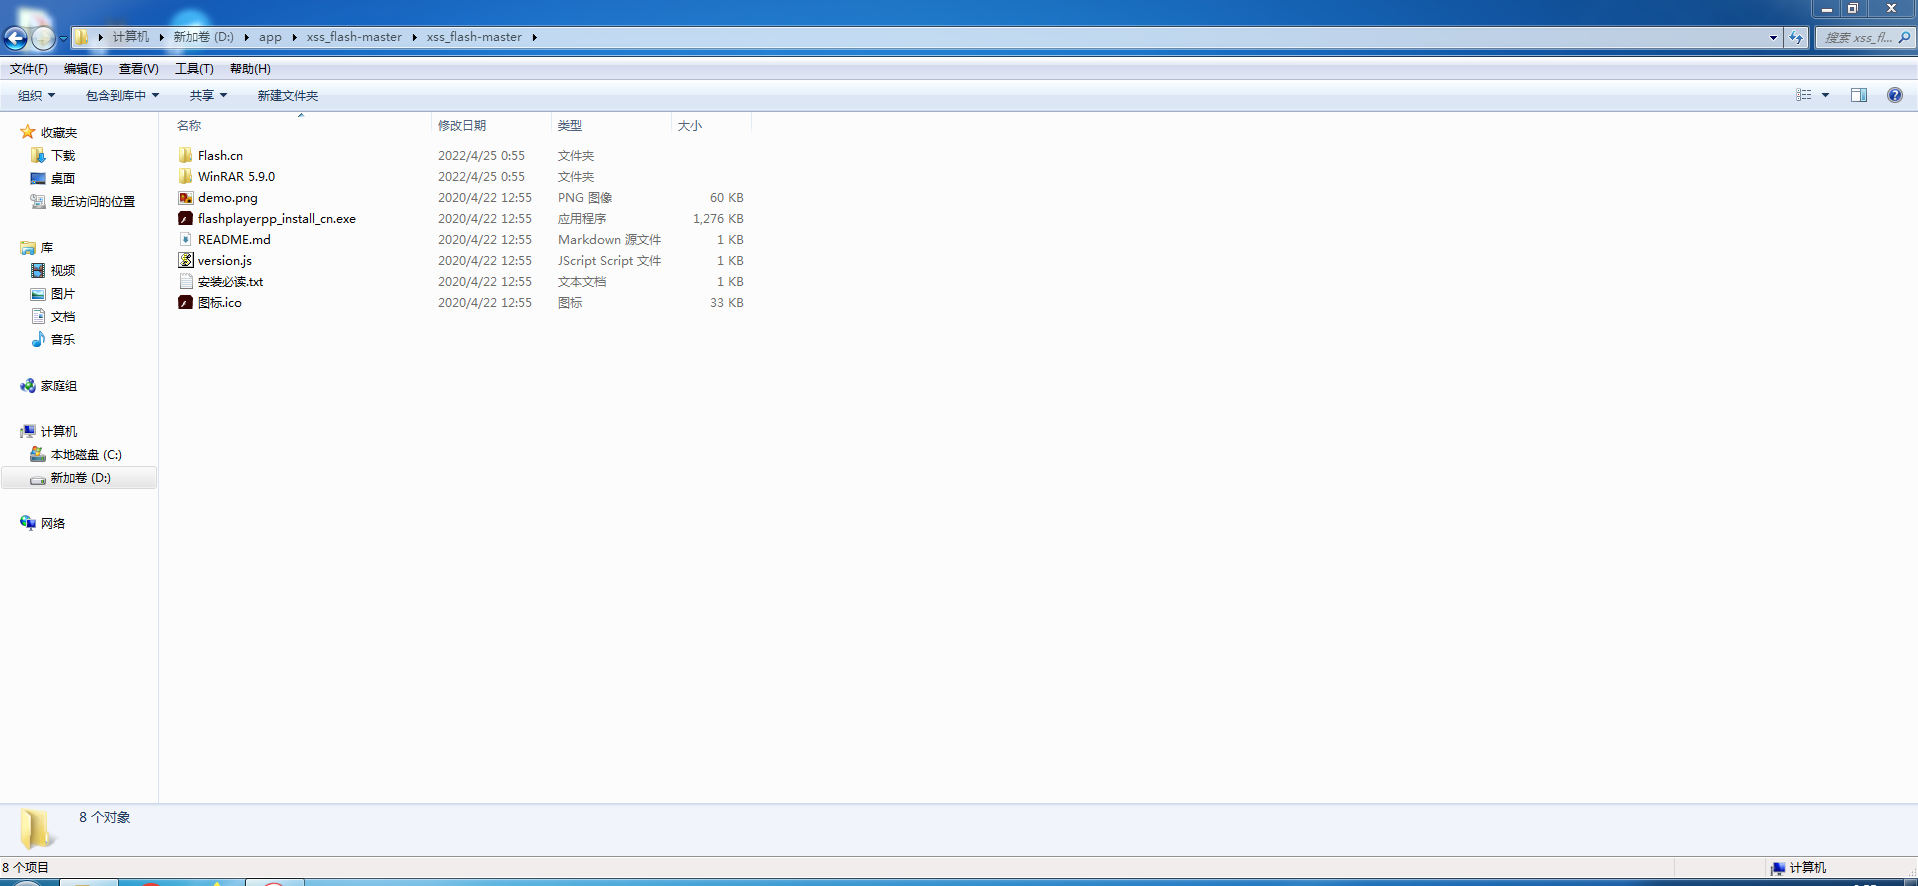 计算机 新加卷 (D:) app xss_flash-master xss_flash-master 搜索 xss_fl...
文件(F) 编辑(E) 查看(V) 工具(T) 帮助(H)
组织 包含到库中 共享 新建文件夹
收藏夹
下载
桌面
最近访问的位置
库
视频
图片
文档
音乐
家庭组
计算机
本地磁盘 (C:)
新加卷 (D:)
网络
名称 修改日期 类型 大小
Flash.cn 2022/4/25 0:55 文件夹
WinRAR 5.9.0 2022/4/25 0:55 文件夹
demo.png 2020/4/22 12:55 PNG 图像 60 KB
flashplayerpp_install_cn.exe 2020/4/22 12:55 应用程序 1,276 KB
README.md 2020/4/22 12:55 Markdown 源文件 1 KB
version.js 2020/4/22 12:55 JScript Script 文件 1 KB
安装必读.txt 2020/4/22 12:55 文本文档 1 KB
图标.ico 2020/4/22 12:55 图标 33 KB
8 个对象
8 个项目 计算机